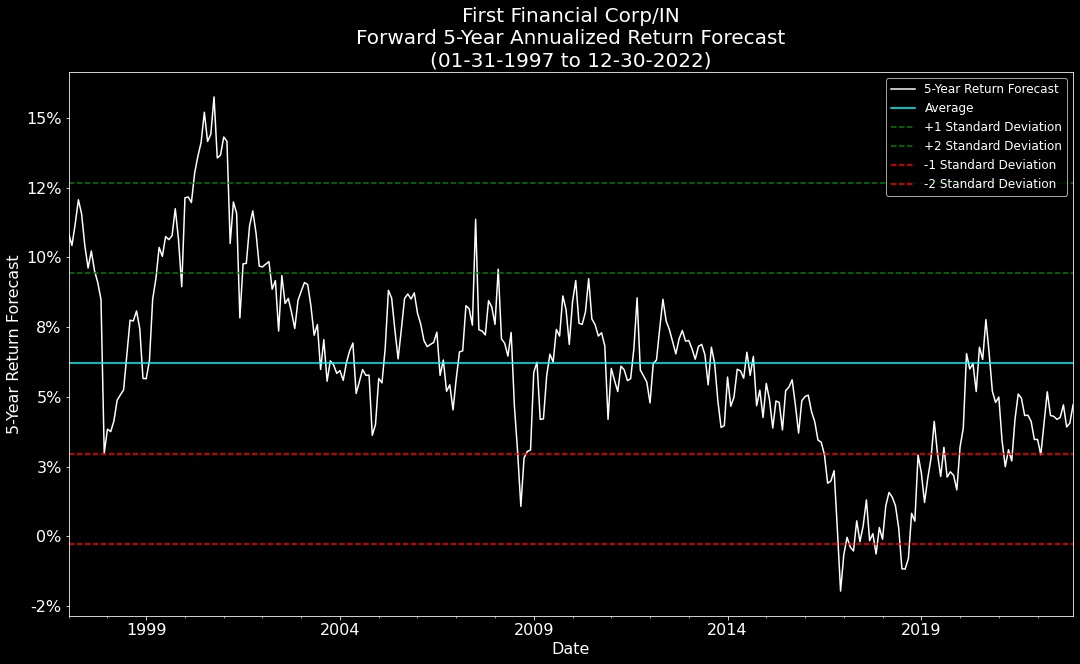 First Financial Corp/IN
Forward 5-Year Annualized Return Forecast
(01-31-1997 to 12-30-2022)
5-Year Return Forecast
Average
+1 Standard Deviation
+2 Standard Deviation
-1 Standard Deviation
-2 Standard Deviation
5-Year Return Forecast
15%
12%
10%
8%
5%
3%
0%
-2%
1999
2004
2009
2014
2019
Date